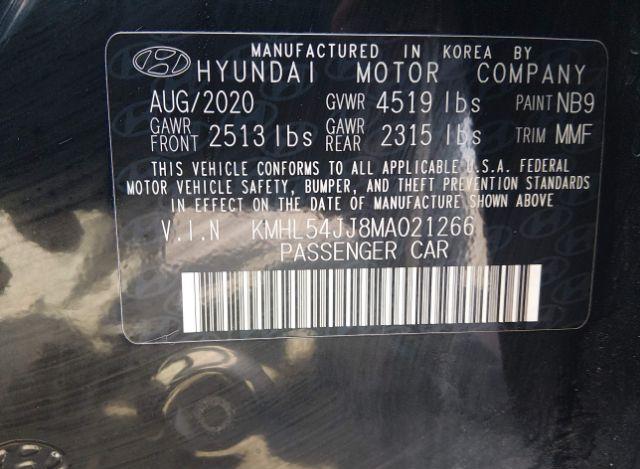 MANUFACTURED IN KOREA BY
HYUNDAI MOTOR COMPANY
AUG/2020 GVWR 4519 lbs PAINT NB9
GAWR FRONT 2513 lbs GAWR REAR 2315 lbs TRIM MMF
THIS VEHICLE CONFORMS TO ALL APPLICABLE U.S.A. FEDERAL
MOTOR VEHICLE SAFETY, BUMPER, AND THEFT PREVENTION STANDARDS
IN EFFECT ON THE DATE OF MANUFACTURE SHOWN ABOVE
V.I.N KMHL54JJ8MA021266
PASSENGER CAR